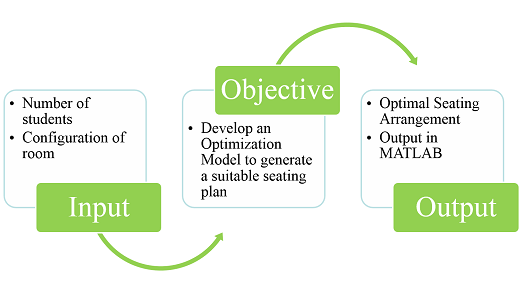 • Number of
students
• Configuration of
room
Input
Objective
• Develop an
Optimization
Model to generate
a suitable seating
plan
• Optimal Seating
Arrangement
• Output in
MATLAB
Output